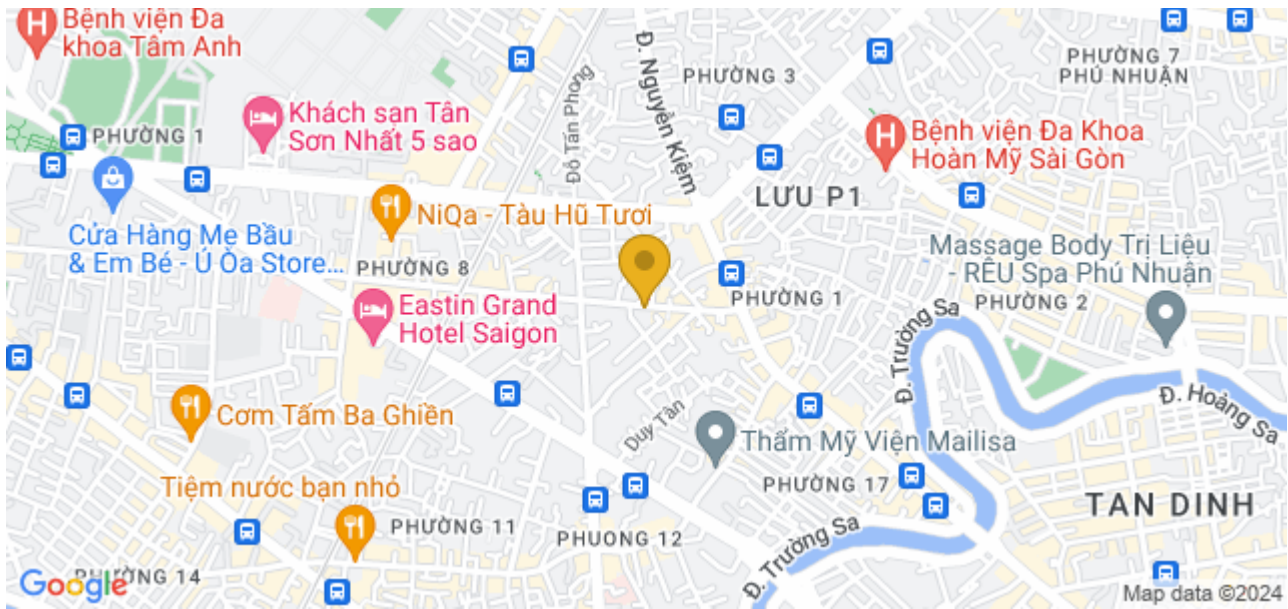 Bệnh viện Đa
khoa Tâm Anh
PHƯỜNG 1
Khách sạn Tân
Sơn Nhất 5 sao
Đỗ Tấn Phong
Đ. Nguyễn Kiệm
PHƯỜNG 3
PHƯỜNG 7
PHÚ NHUẬN
Bệnh viện Đa Khoa
Hoàn Mỹ Sài Gòn
LƯU P1
NiQa - Tàu Hũ Tươi
Cửa Hàng Mẹ Bầu
& Em Bé - Ú Òa Store...
PHƯỜNG 8
Massage Body Trị Liệu
- RÊU Spa Phú Nhuận
PHƯỜNG 1
PHƯỜNG 2
Eastin Grand
Hotel Saigon
Đ. Trường Sa
Đ. Hoàng Sa
Cơm Tấm Ba Ghiền
Duy Tân
Thẩm Mỹ Viện Mailisa
Tiệm nước bạn nhỏ
PHƯỜNG 17
TAN DINH
PHƯỜNG 11
PHUONG 12
Đ. Trường Sa
PHƯỜNG 14
Google
Map data ©2024